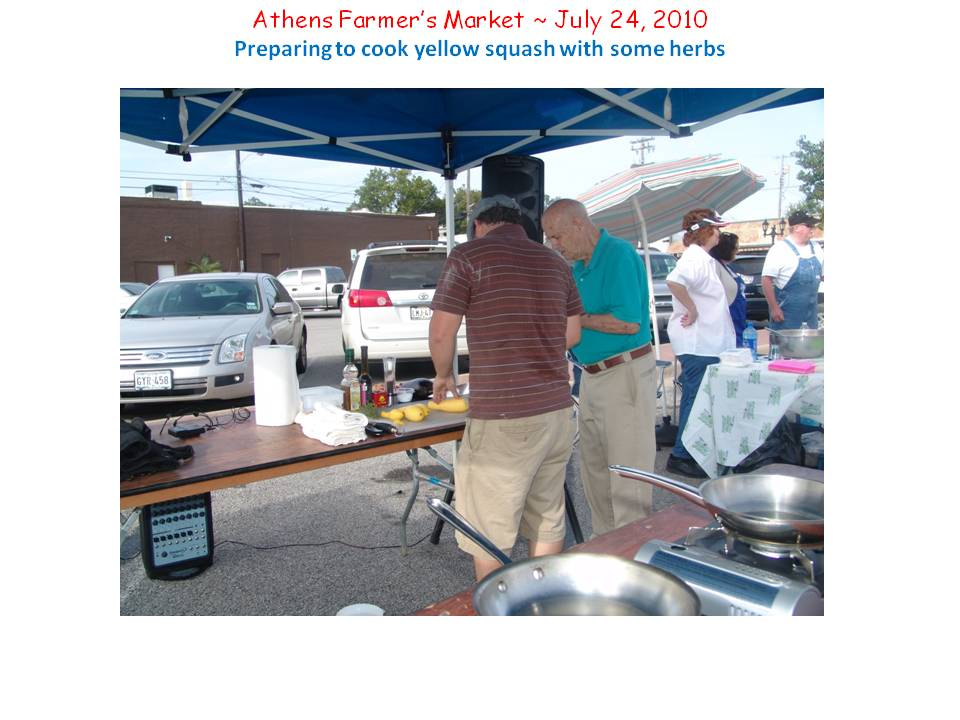 Athens Farmer's Market ~ July 24, 2010
Preparing to cook yellow squash with some herbs
GYR 458